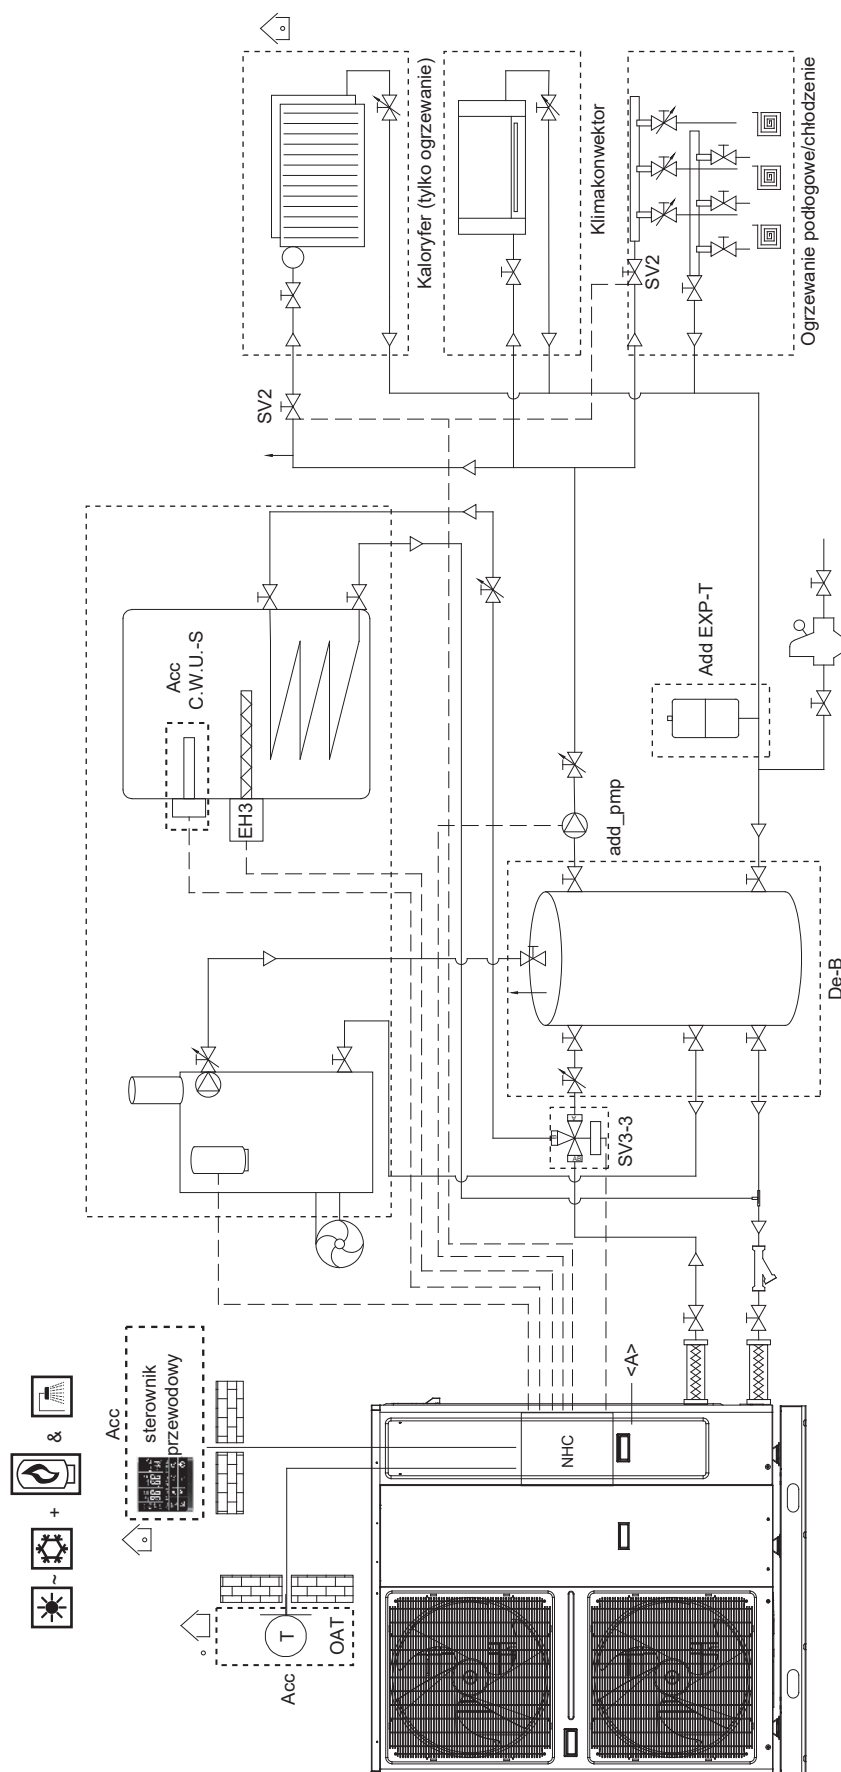 ~
+
&
Acc
sterownik
przewodowy
T
OAT
Acc
NHC
<A>
EH3
Acc
C.W.U.-S
SV3-3
AB
De-B
add_pmp
Add EXP-T
SV2
Kaloryfer (tylko ogrzewanie)
Klimakonwektor
SV2
Ogrzewanie podłogowe/chłodzenie